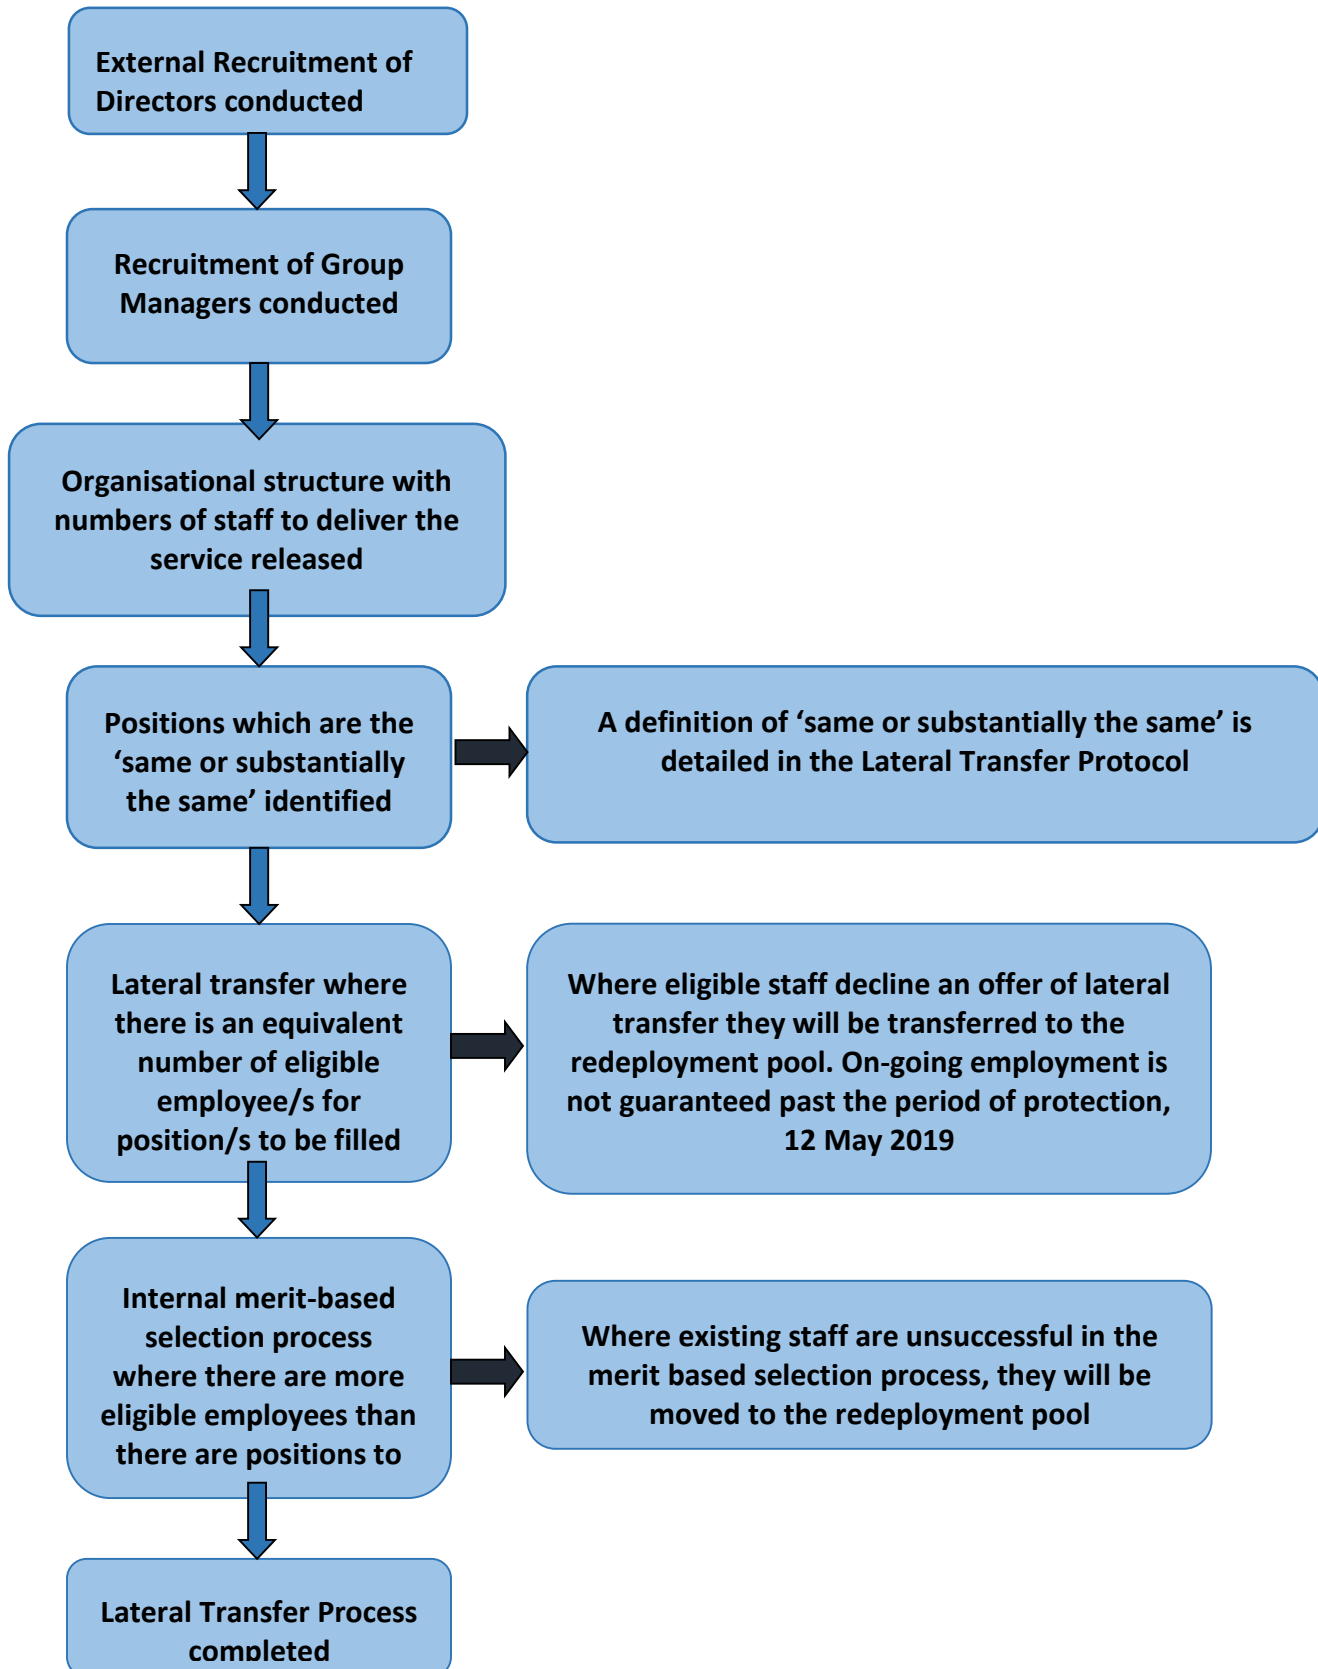 External Recruitment of
Directors conducted
Recruitment of Group
Managers conducted
Organisational structure with
numbers of staff to deliver the
service released
Positions which are the
‘same or substantially
the same’ identified
A definition of ‘same or substantially the same’ is
detailed in the Lateral Transfer Protocol
Lateral transfer where
there is an equivalent
number of eligible
employee/s for
position/s to be filled
Where eligible staff decline an offer of lateral
transfer they will be transferred to the
redeployment pool. On-going employment is
not guaranteed past the period of protection,
12 May 2019
Internal merit-based
selection process
where there are more
eligible employees than
there are positions to
Where existing staff are unsuccessful in the
merit based selection process, they will be
moved to the redeployment pool
Lateral Transfer Process
completed